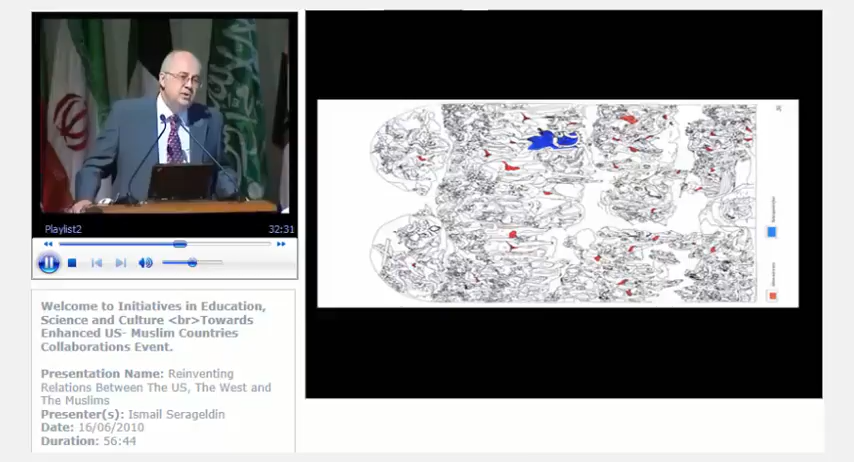 Playlist2 32:31
Welcome to Initiatives in Education,
Science and Culture <br>Towards
Enhanced US- Muslim Countries
Collaborations Event.
Presentation Name: Reinventing
Relations Between The US, The West and
The Muslims
Presenter(s): Ismail Serageldin
Date: 16/06/2010
Duration: 56:44